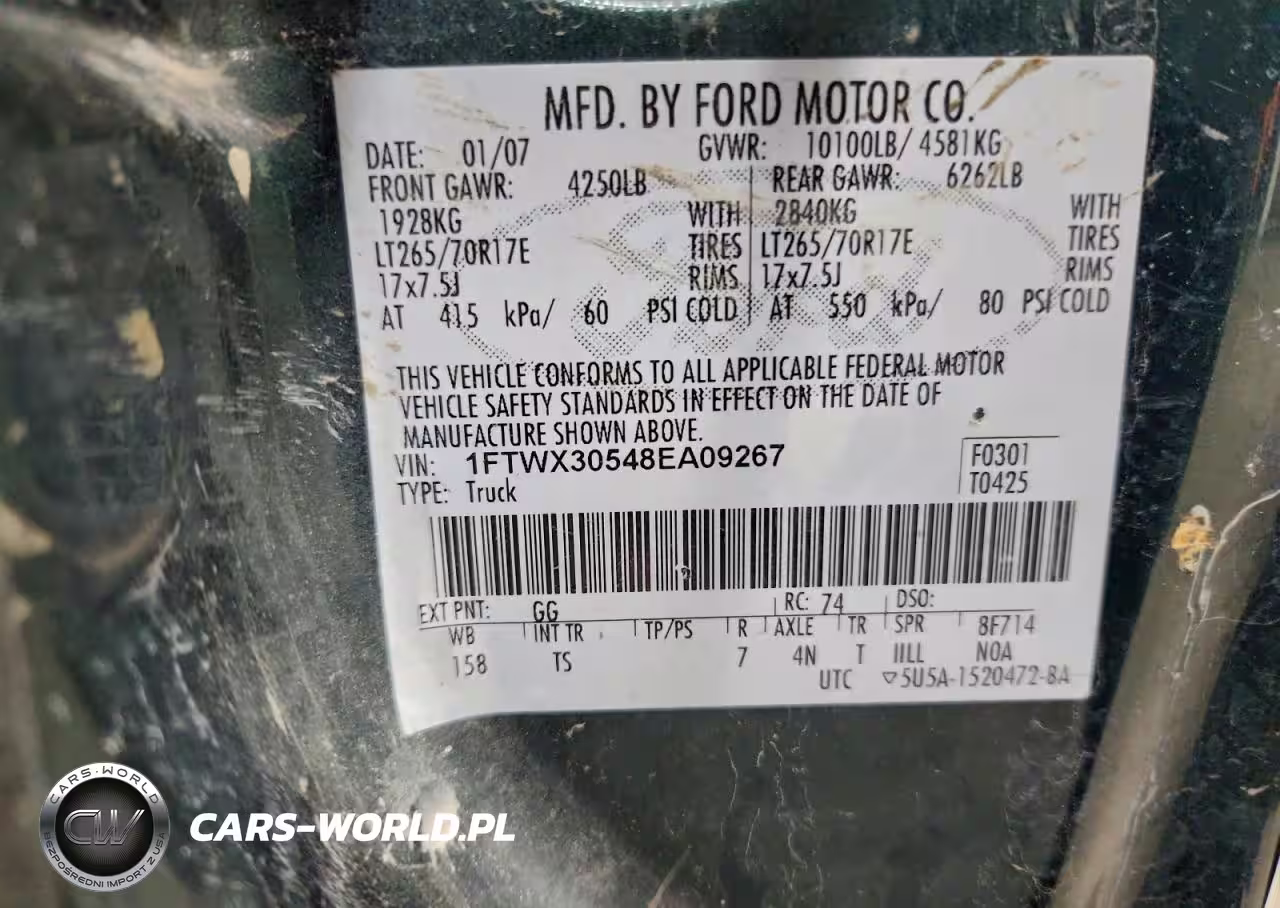 MFD. BY FORD MOTOR CO.
DATE: 01/07 GVWR: 10100LB/ 4581KG
FRONT GAWR: 4250LB REAR GAWR: 6262LB
1928KG WITH 2840KG WITH
LT265/70R17E TIRES LT265/70R17E TIRES
17x7.5J RIMS 17x7.5J RIMS
AT 415 kPa/ 60 PSI COLD AT 550 kPa/ 80 PSI COLD
THIS VEHICLE CONFORMS TO ALL APPLICABLE FEDERAL MOTOR
VEHICLE SAFETY STANDARDS IN EFFECT ON THE DATE OF
MANUFACTURE SHOWN ABOVE.
VIN: 1FTWX30548EA09267 F0301
TYPE: Truck T0425
EXT PNT: GG RC: 74 DSO:
WB INT TR TP/PS R AXLE TR SPR 8F714
158 TS 7 4N T IILL NOA
UTC ▽5U5A-1520472-BA
CARS-WORLD
CW
BEZPOŚREDNI IMPORT Z USA
CARS-WORLD.PL